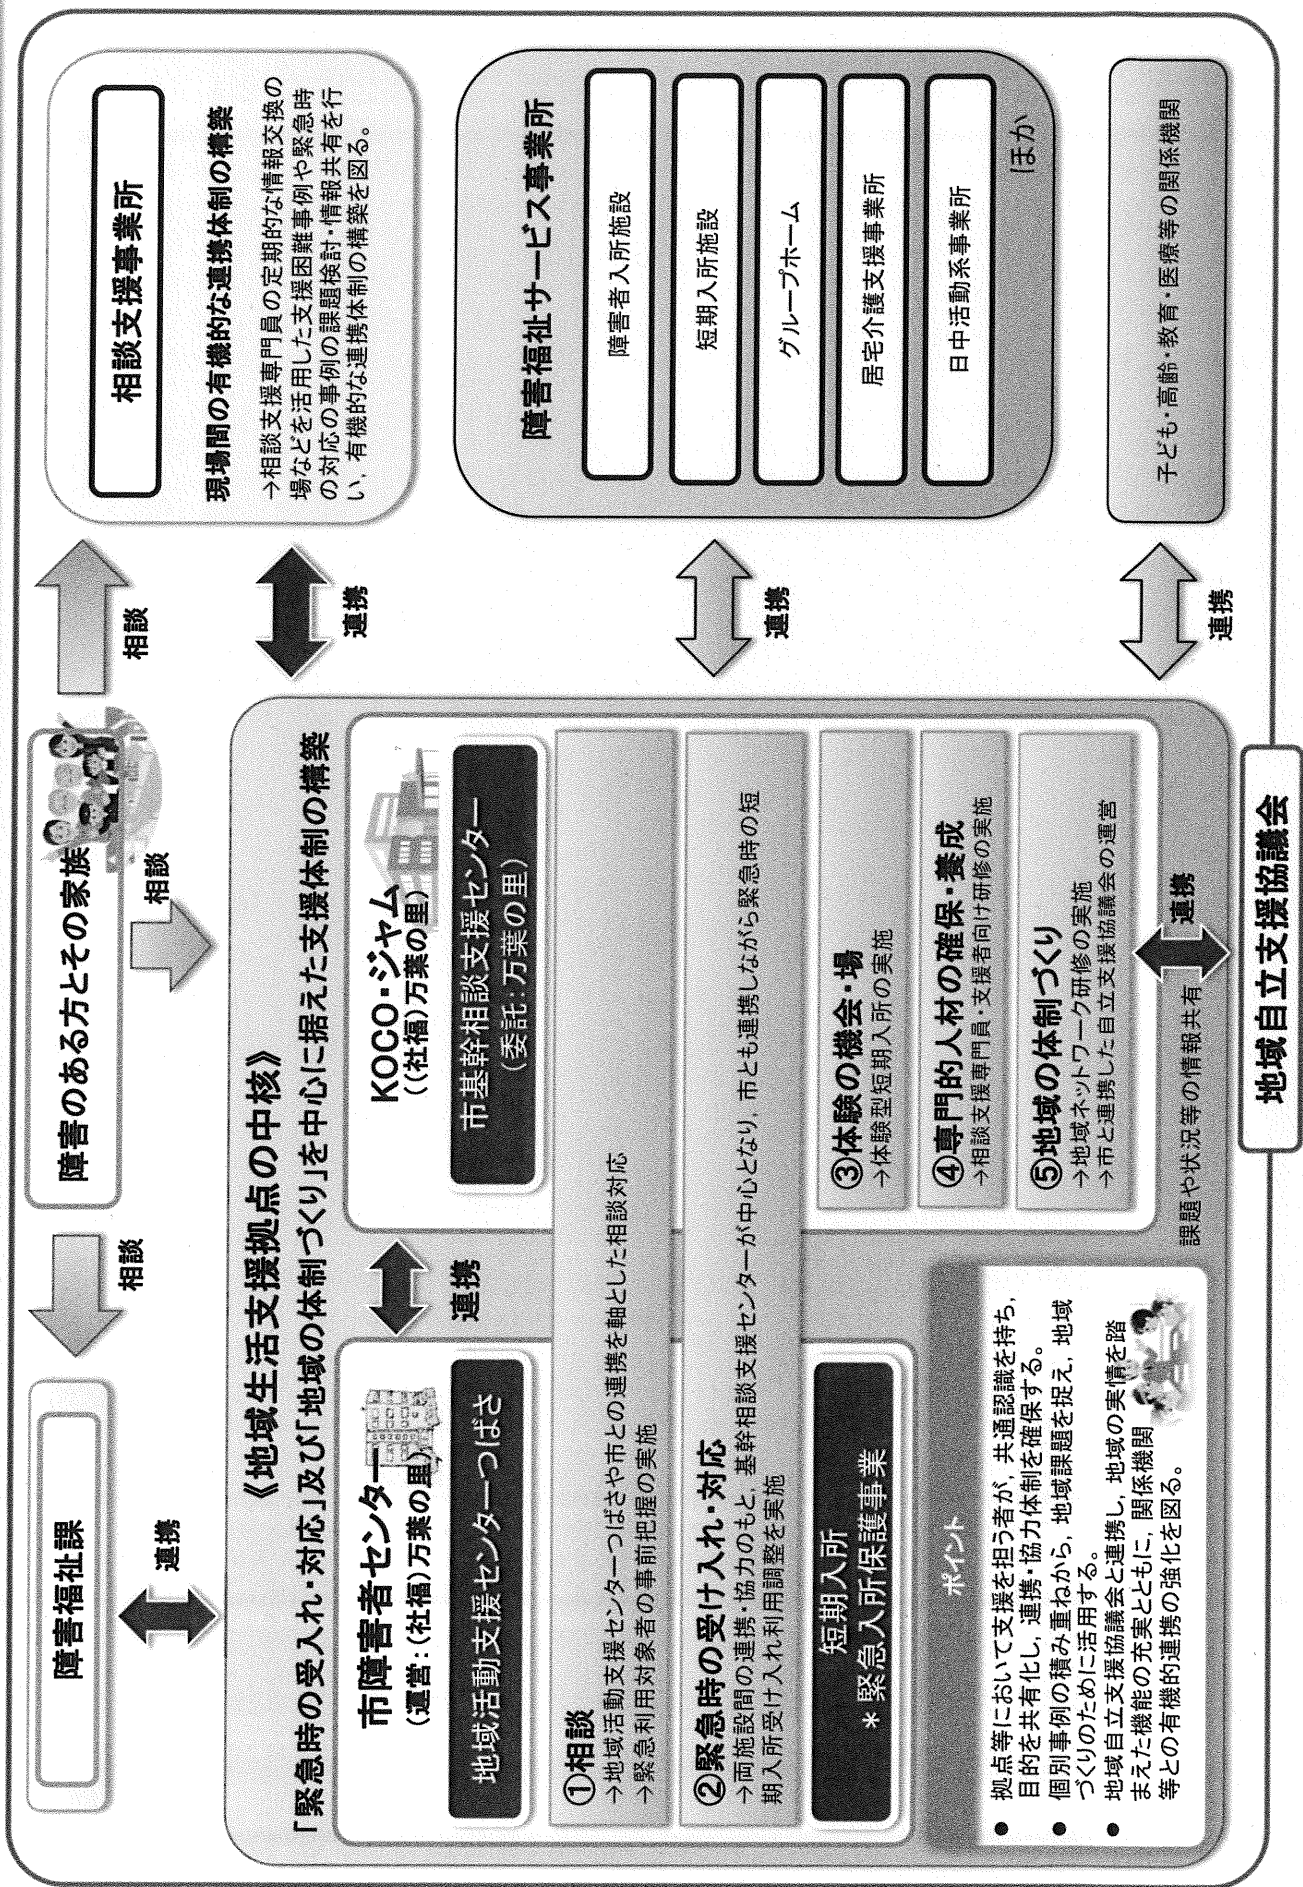 障害福祉課
連携
相談
障害のある方とその家族
相談
相談
《地域生活支援拠点の中核》
「緊急時の受入れ・対応」及び「地域の体制づくり」を中心に据えた支援体制の構築
市障害者センター
(運営:(社福)万葉の里)
地域活動支援センターつばさ
連携
KOCO・ジャム
((社福)万葉の里)
市基幹相談支援センター
(委託:万葉の里)
①相談
→地域活動支援センターつばさや市との連携を軸とした相談対応
→緊急利用対象者の事前把握の実施
②緊急時の受け入れ・対応
→両施設間の連携・協力のもと,基幹相談支援センターが中心となり,市とも連携しながら緊急時の短
期入所受け入れ利用調整を実施
短期入所
*緊急入所保護事業
③体験の機会・場
→体験型短期入所の実施
④専門的人材の確保・養成
→相談支援専門員・支援者向け研修の実施
⑤地域の体制づくり
→地域ネットワーク研修の実施
→市と連携した自立支援協議会の運営
ポイント
● 拠点等において支援を担う者が,共通認識を持ち,
目的を共有化し,連携・協力体制を確保する。
● 個別事例の積み重ねから,地域課題を捉え,地域
づくりのために活用する。
● 地域自立支援協議会と連携し,地域の実情を踏
まえた機能の充実とともに,関係機関
等との有機的連携の強化を図る。
課題や状況等の情報共有
連携
相談支援事業所
現場間の有機的な連携体制の構築
→相談支援専門員の定期的な情報交換の
場などを活用した支援困難事例や緊急時
の対応の事例の課題検討・情報共有を行
い,有機的な連携体制の構築を図る。
連携
障害福祉サービス事業所
障害者入所施設
短期入所施設
グループホーム
居宅介護支援事業所
日中活動系事業所
ほか
連携
子ども・高齢・教育・医療等の関係機関
連携
地域自立支援協議会